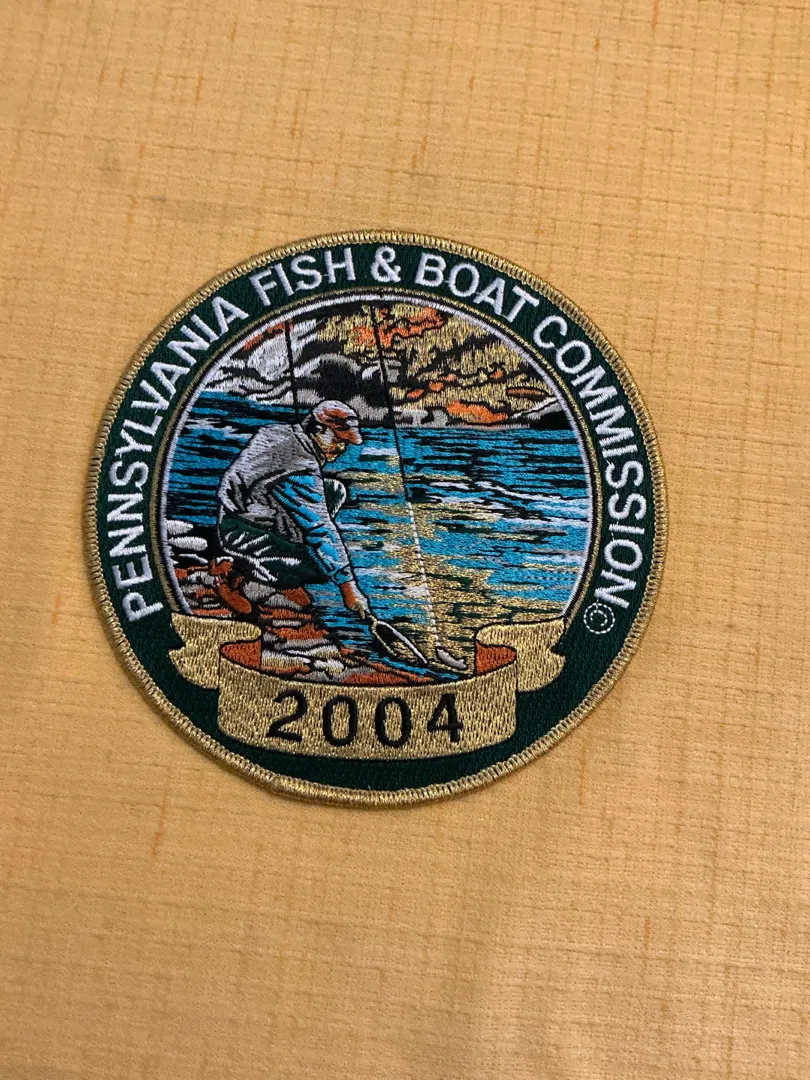 PENNSYLVANIA FISH & BOAT COMMISSION ©
2004